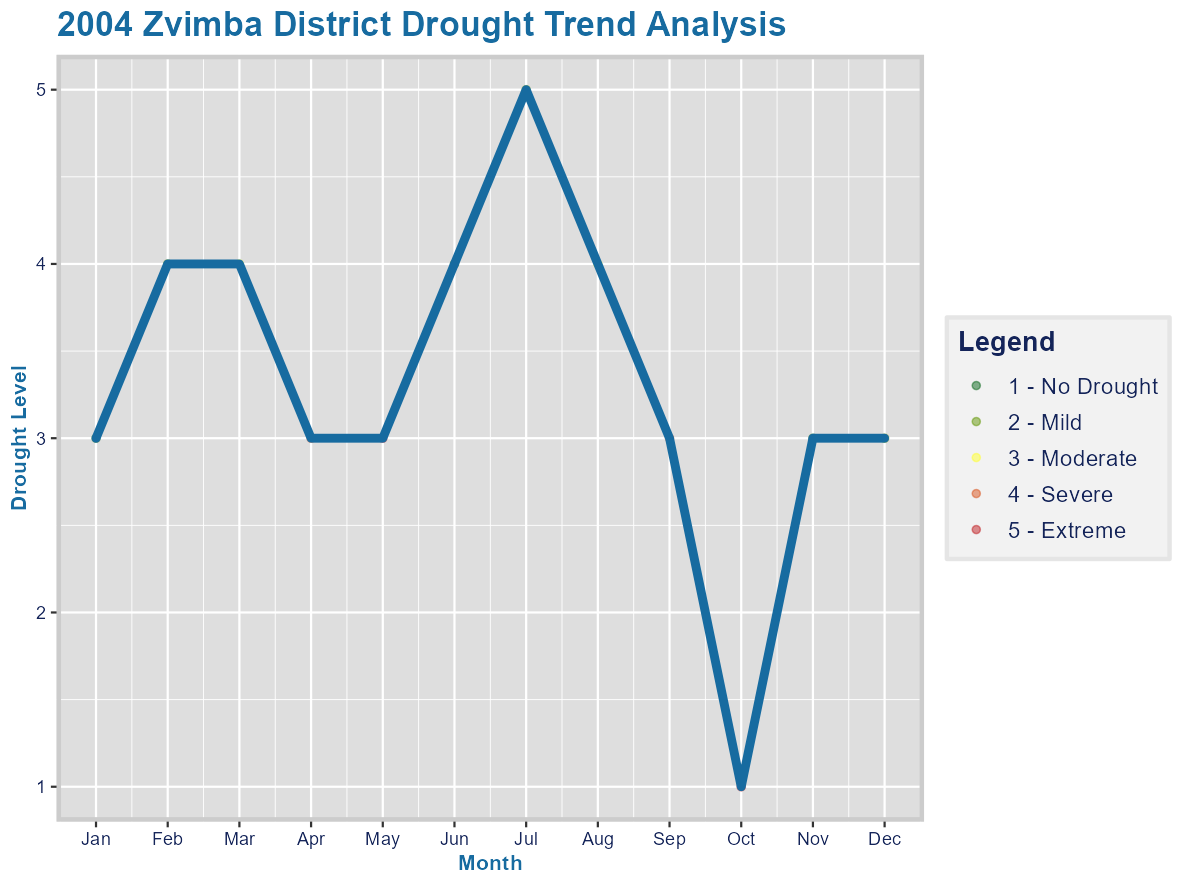 2004 Zvimba District Drought Trend Analysis
5
4
3
2
1
Drought Level
Jan Feb Mar Apr May Jun Jul Aug Sep Oct Nov Dec
Month
Legend
1 - No Drought
2 - Mild
3 - Moderate
4 - Severe
5 - Extreme